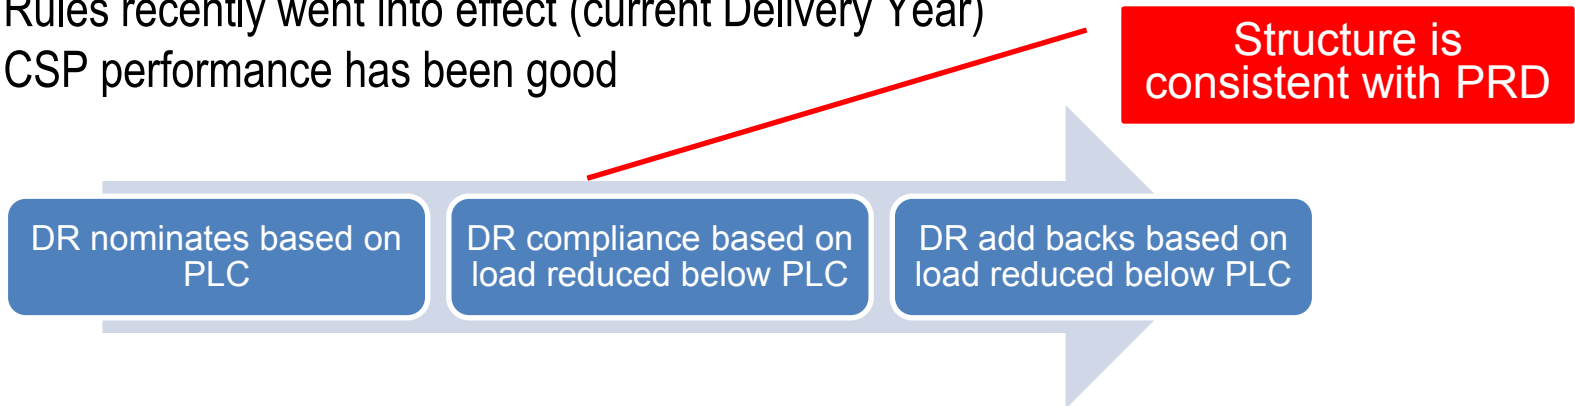 Rules recently went into effect (current Delivery Year)
CSP performance has been good
Structure is
consistent with PRD
DR nominates based on
PLC
DR compliance based on
load reduced below PLC
DR add backs based on
load reduced below PLC